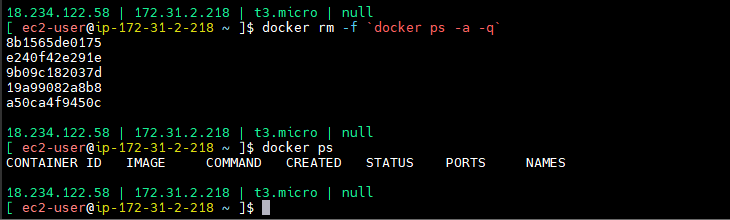 18.234.122.58 | 172.31.2.218 | t3.micro | null
[ ec2-user@ip-172-31-2-218 ~ ]$ docker rm -f `docker ps -a -q`
8b1565de0175
e240f42e291e
9b09c182037d
19a99082a8b8
a50ca4f9450c
18.234.122.58 | 172.31.2.218 | t3.micro | null
[ ec2-user@ip-172-31-2-218 ~ ]$ docker ps
CONTAINER ID   IMAGE     COMMAND   CREATED   STATUS    PORTS     NAMES
18.234.122.58 | 172.31.2.218 | t3.micro | null
[ ec2-user@ip-172-31-2-218 ~ ]$